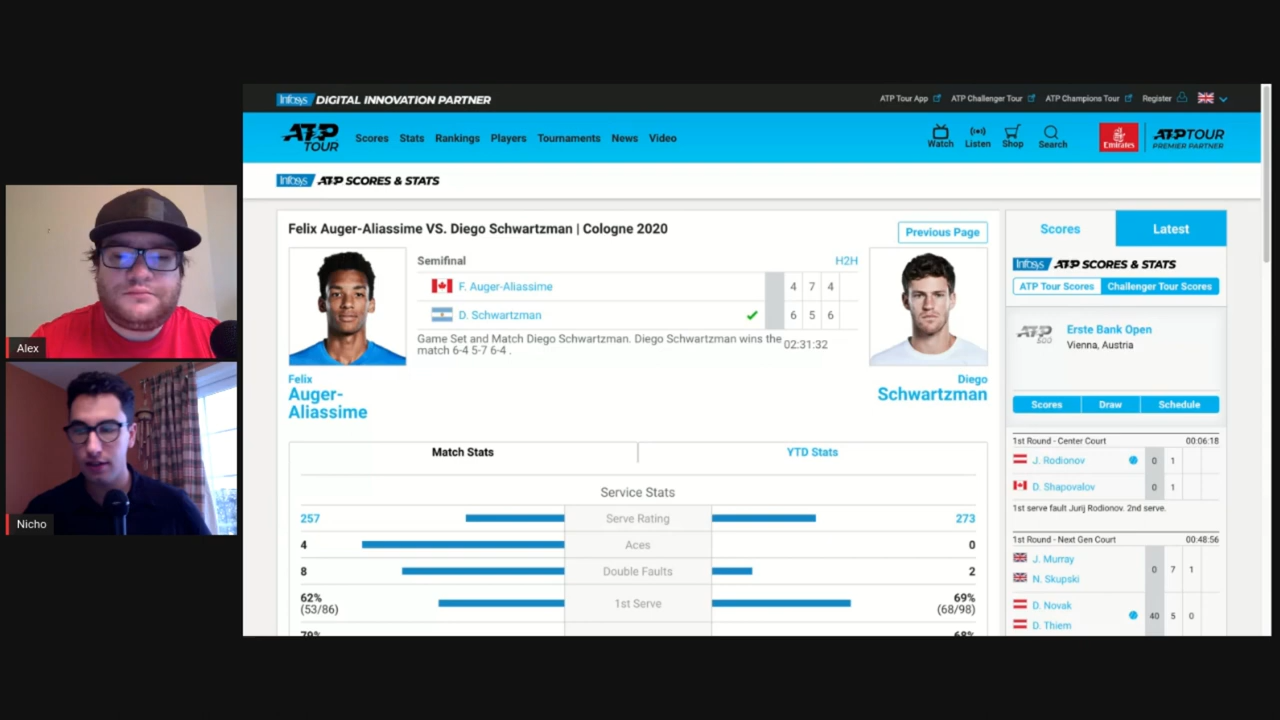 Infosys DIGITAL INNOVATION PARTNER
ATP Tour App ATP Challenger Tour ATP Champions Tour Register
ATP TOUR
Scores Stats Rankings Players Tournaments News Video
Watch Listen Shop Search
Emirates
ATP TOUR
PREMIER PARTNER
Infosys ATP SCORES & STATS
Felix Auger-Aliassime VS. Diego Schwartzman | Cologne 2020
Previous Page
Semifinal H2H
F. Auger-Aliassime 4 7 4
D. Schwartzman 6 5 6
Game Set and Match Diego Schwartzman. Diego Schwartzman wins the
match 6-4 5-7 6-4 .
02:31:32
Felix
Auger-
Aliassime
Diego
Schwartzman
Match Stats YTD Stats
Service Stats
257 Serve Rating 273
4 Aces 0
8 Double Faults 2
62% 69%
(53/86) 1st Serve (68/98)
79% 68%
Scores Latest
Infosys ATP SCORES & STATS
ATP Tour Scores Challenger Tour Scores
ATP 500
Erste Bank Open
Vienna, Austria
Scores Draw Schedule
1st Round - Center Court 00:06:18
J. Rodionov 0 1
D. Shapovalov 0 1
1st serve fault Jurij Rodionov. 2nd serve.
1st Round - Next Gen Court 00:48:56
J. Murray
N. Skupski
0 7 1
D. Novak
D. Thiem
40 5 0
Alex
Nicho